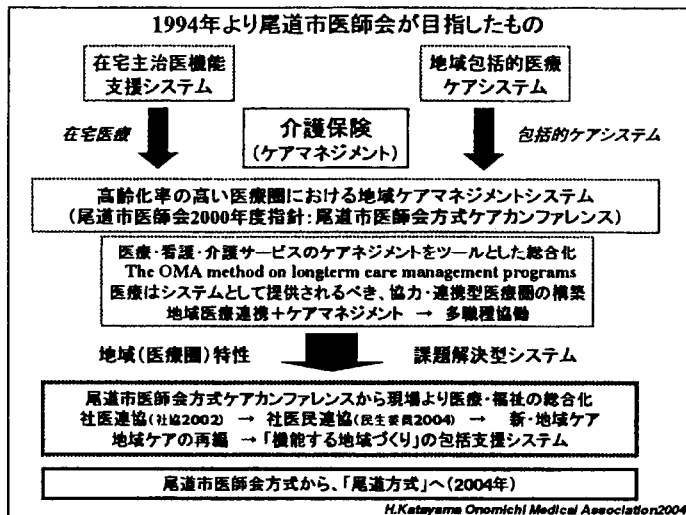 1994年より尾道市医師会が目指したもの
在宅主治医機能
支援システム
地域包括的医療
ケアシステム
在宅医療
介護保険
(ケアマネジメント)
包括的ケアシステム
高齢化率の高い医療圏における地域ケアマネジメントシステム
(尾道市医師会2000年度指針:尾道市医師会方式ケアカンファレンス)
医療・看護・介護サービスのケアネジメントをツールとした総合化
The OMA method on longterm care management programs
医療はシステムとして提供されるべき、協力・連携型医療圏の構築
地域医療連携+ケアマネジメント → 多職種協働
地域(医療圏)特性
課題解決型システム
尾道市医師会方式ケアカンファレンスから現場より医療・福祉の総合化
社医連協(社協2002) → 社医民連協(民生委員2004) → 新・地域ケア
地域ケアの再編 →「機能する地域づくり」の包括支援システム
尾道市医師会方式から、「尾道方式」へ(2004年)
H.Katayama Onomichi Medical Association2004